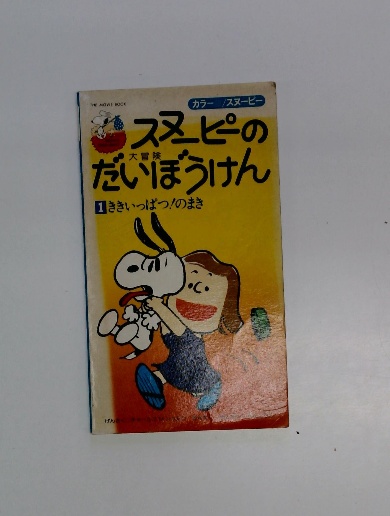 THE MOVIE BOOK
カラー /スヌーピー
スヌーピーの
大冒険
だいぼうけん
1 ききいっぱつ!のまき